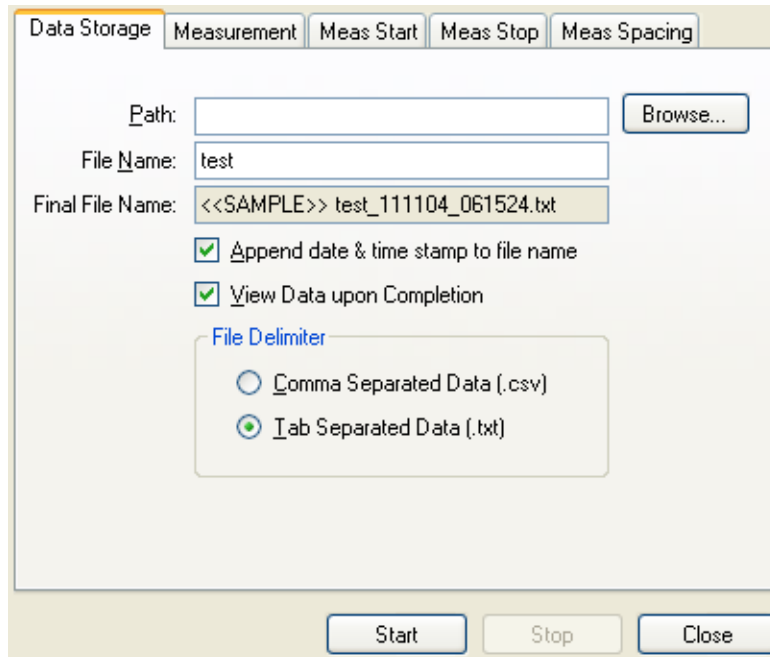 Data Storage Measurement Meas Start Meas Stop Meas Spacing
Path: Browse...
File Name: test
Final File Name: <<SAMPLE>> test_111104_061524.txt
Append date & time stamp to file name
View Data upon Completion
File Delimiter
Comma Separated Data (.csv)
Tab Separated Data (.txt)
Start Stop Close